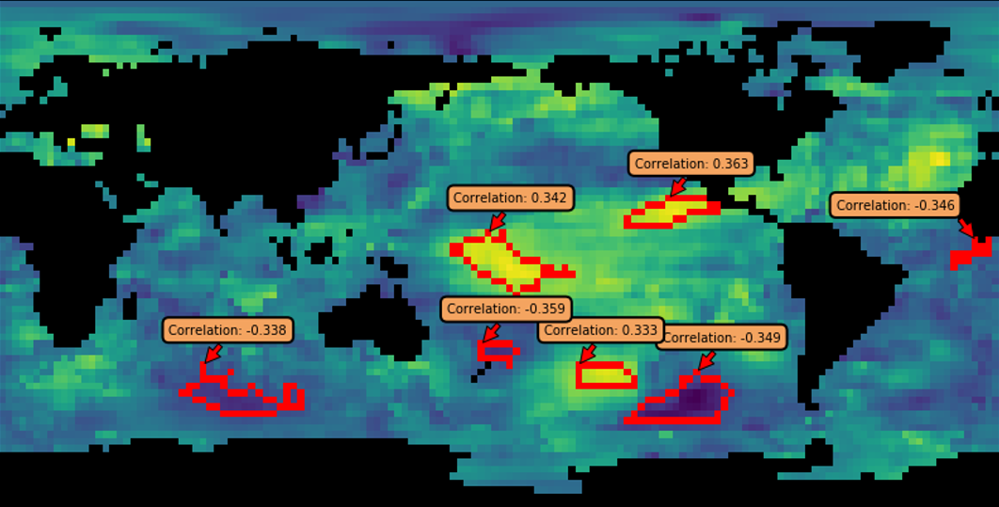 Correlation: 0.363
Correlation: 0.342
Correlation: -0.346
Correlation: -0.359
Correlation: -0.338
Correlation: 0.333
Correlation: -0.349